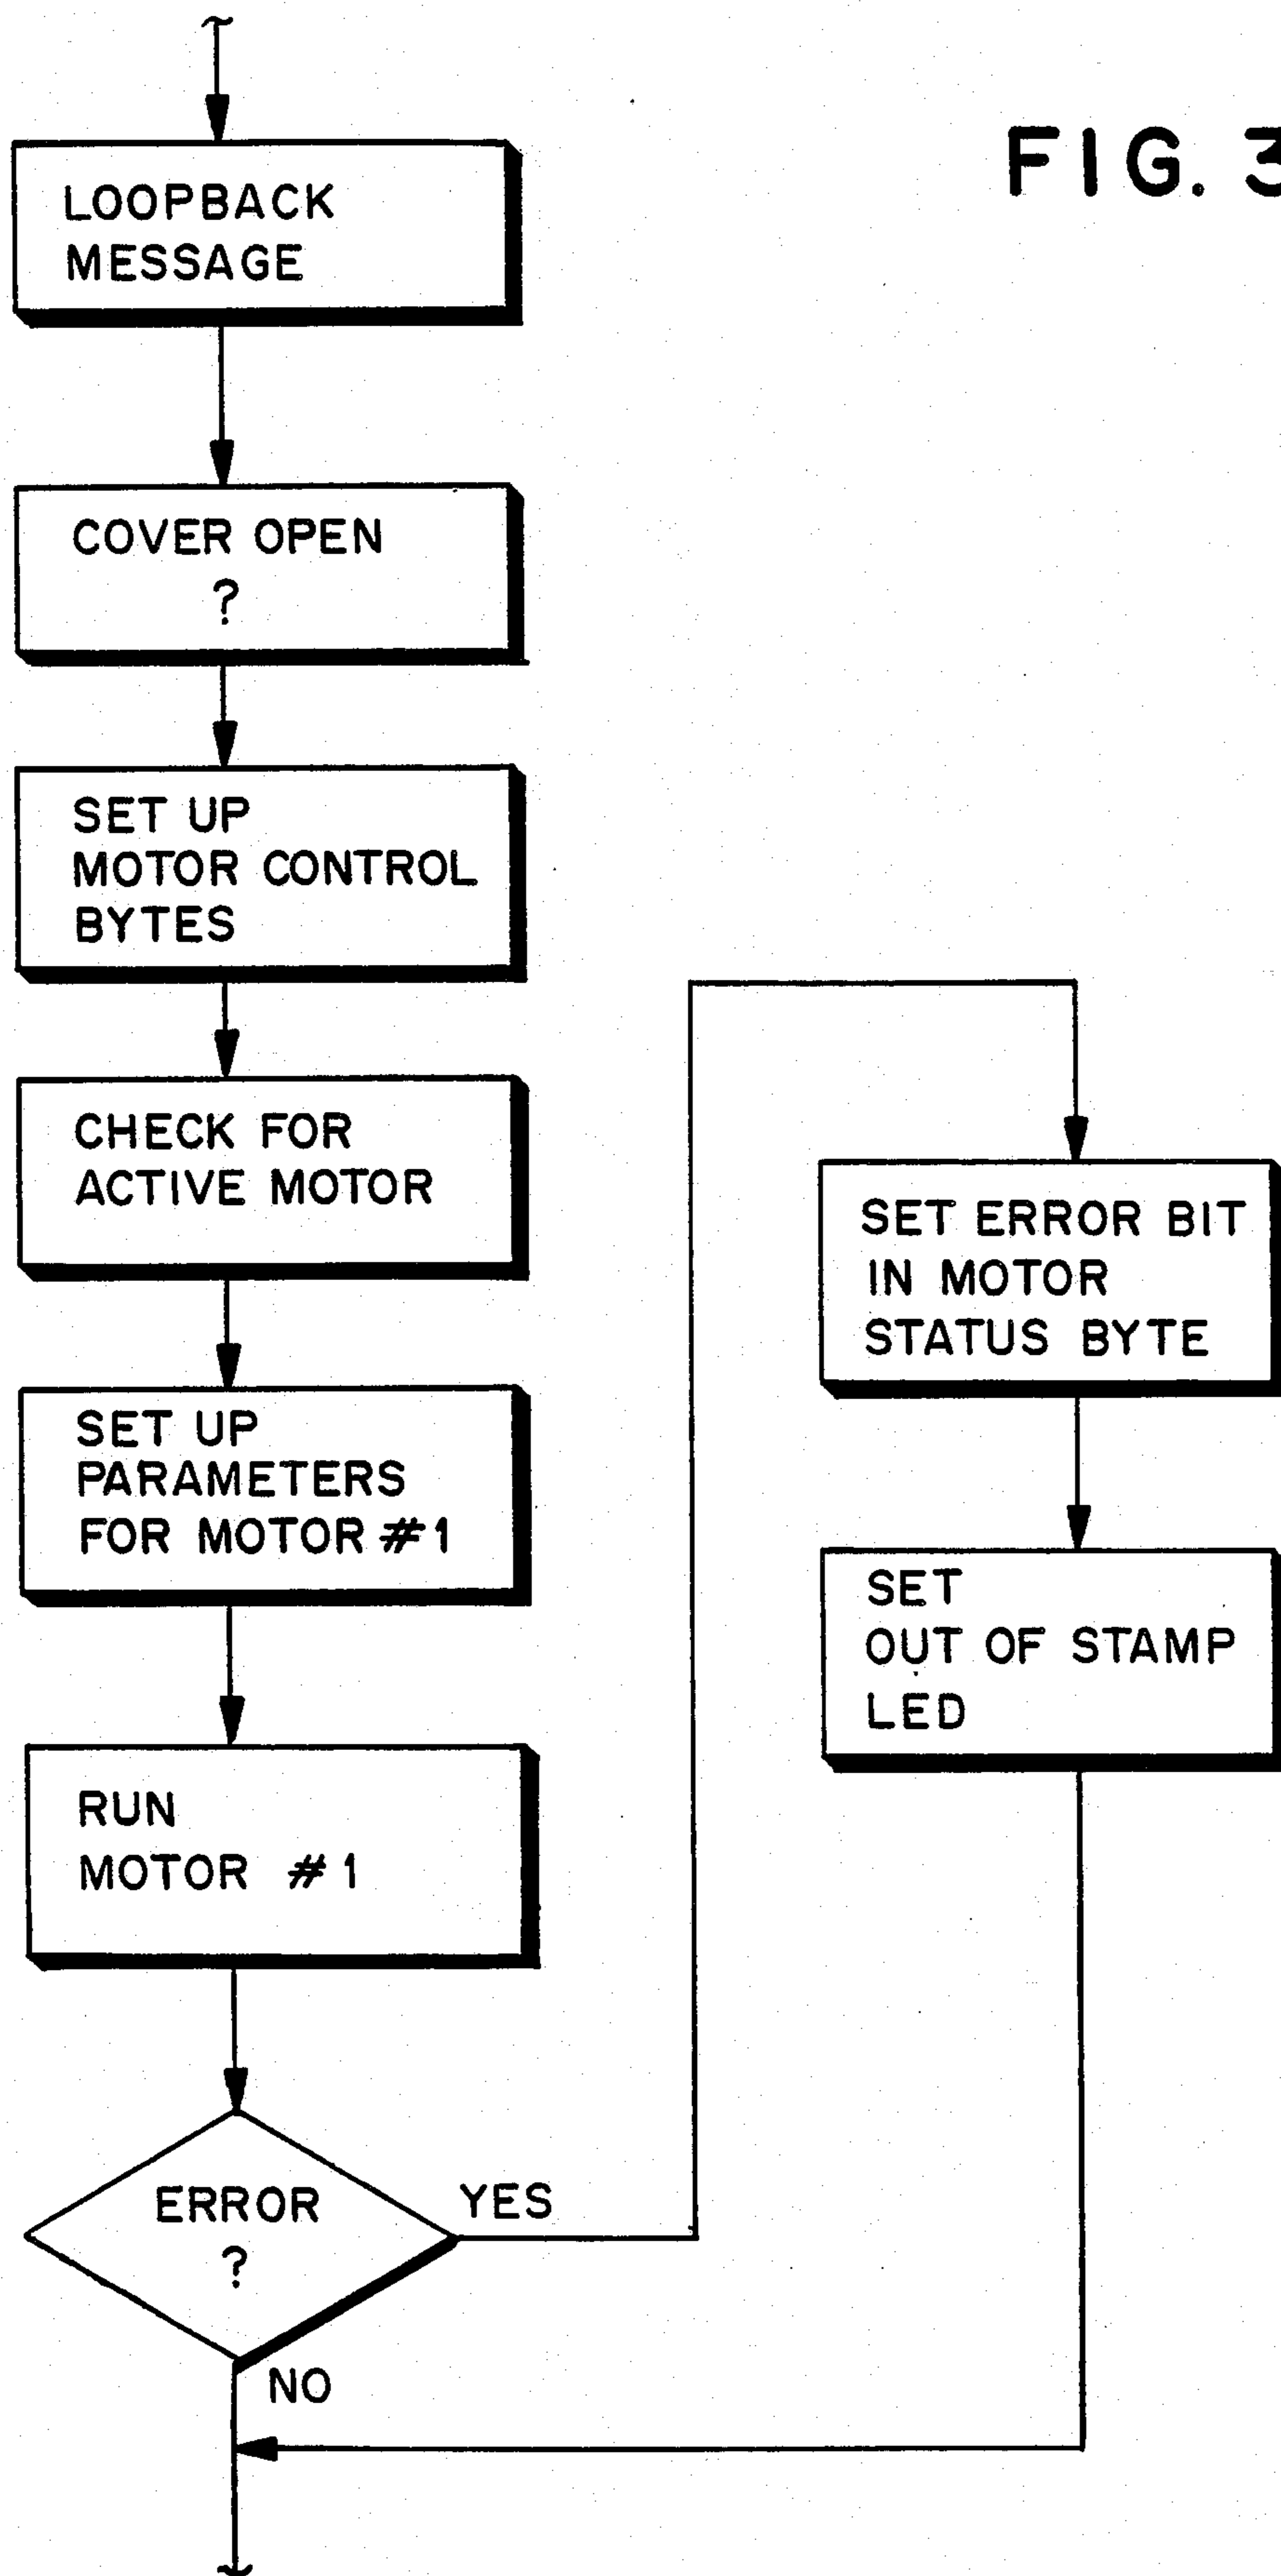 FIG. 3
LOOPBACK
MESSAGE
COVER OPEN
?
SET UP
MOTOR CONTROL
BYTES
CHECK FOR
ACTIVE MOTOR
SET UP
PARAMETERS
FOR MOTOR #1
RUN
MOTOR #1
ERROR
?
YES
NO
SET ERROR BIT
IN MOTOR
STATUS BYTE
SET
OUT OF STAMP
LED